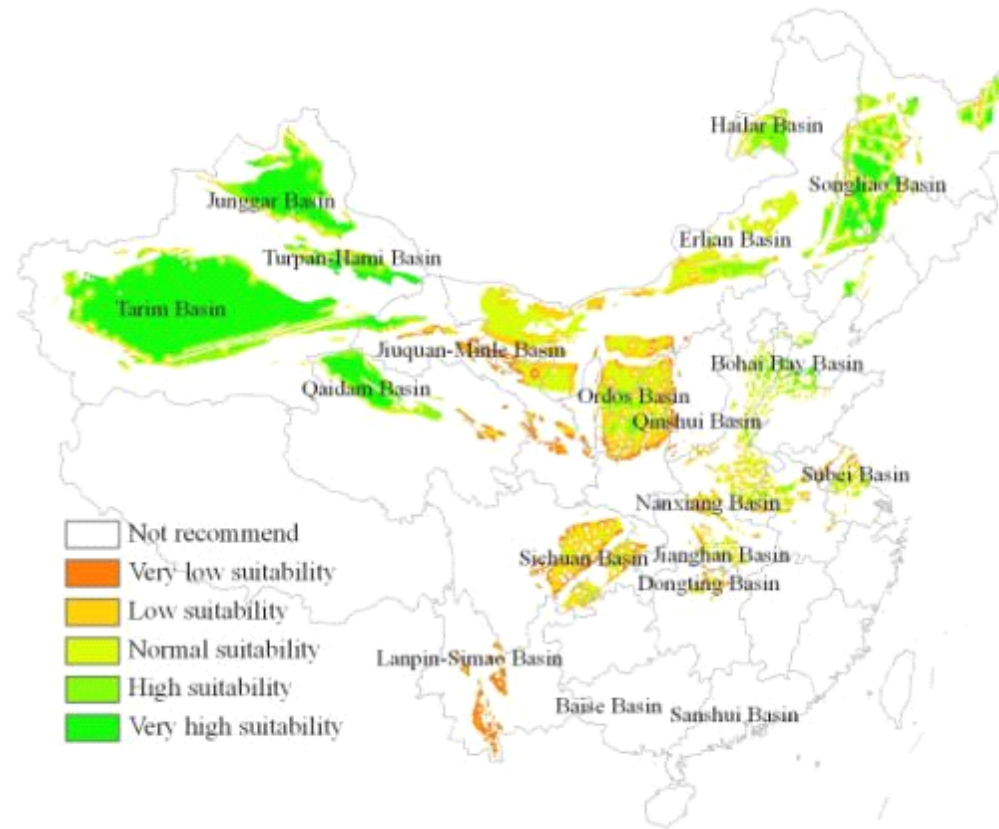 Hailar Basin
Songliao Basin
Junggar Basin
Erlian Basin
Turpan-Hami Basin
Tarim Basin
Jiuquan-Minle Basin
Bohai Bay Basin
Qaidam Basin
Ordos Basin
Qinshui Basin
Subei Basin
Nanxiang Basin
Not recommend
Sichuan Basin
Jianghan Basin
Very low suitability
Dongting Basin
Low suitability
Normal suitability
Lanpin-Simao Basin
High suitability
Baise Basin
Sanshui Basin
Very high suitability